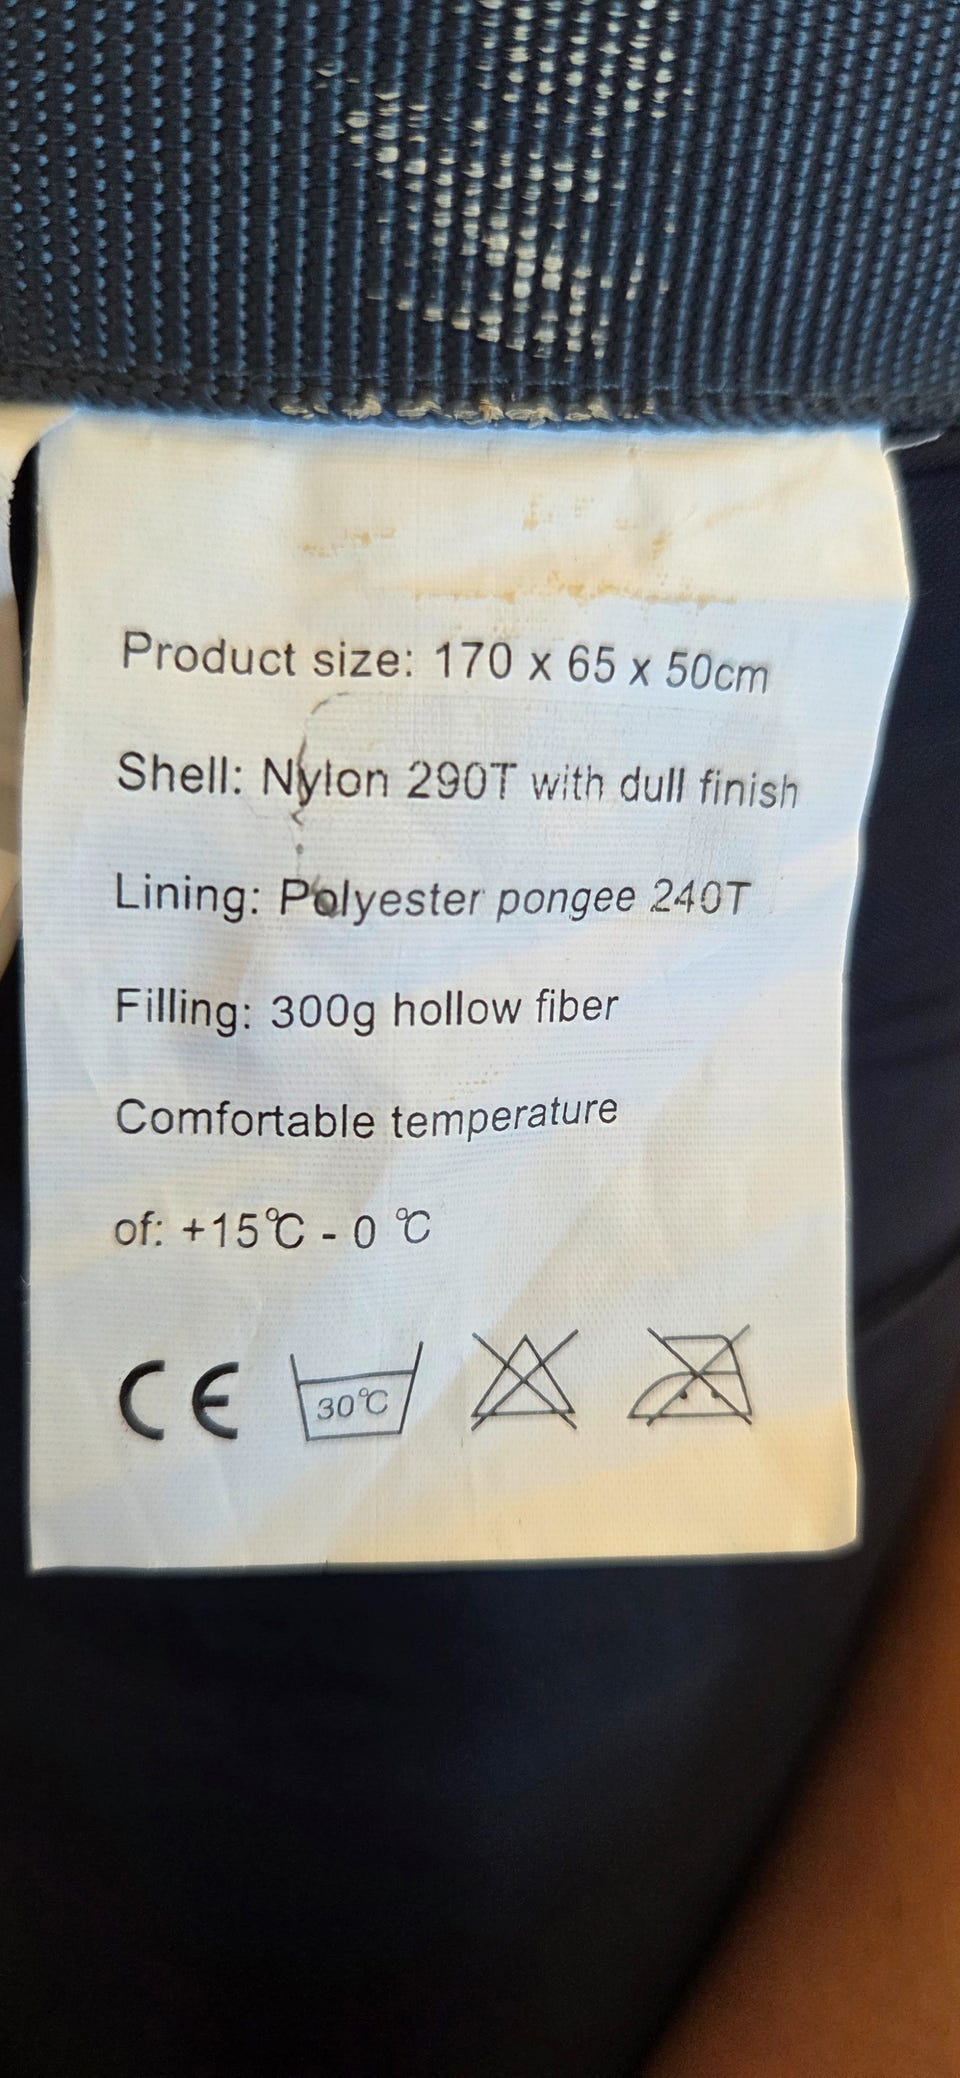 Product size: 170 x 65 x 50cm
Shell: Nylon 290T with dull finish
Lining: Polyester pongee 240T
Filling: 300g hollow fiber
Comfortable temperature
of: +15℃ - 0 ℃
CE 30℃